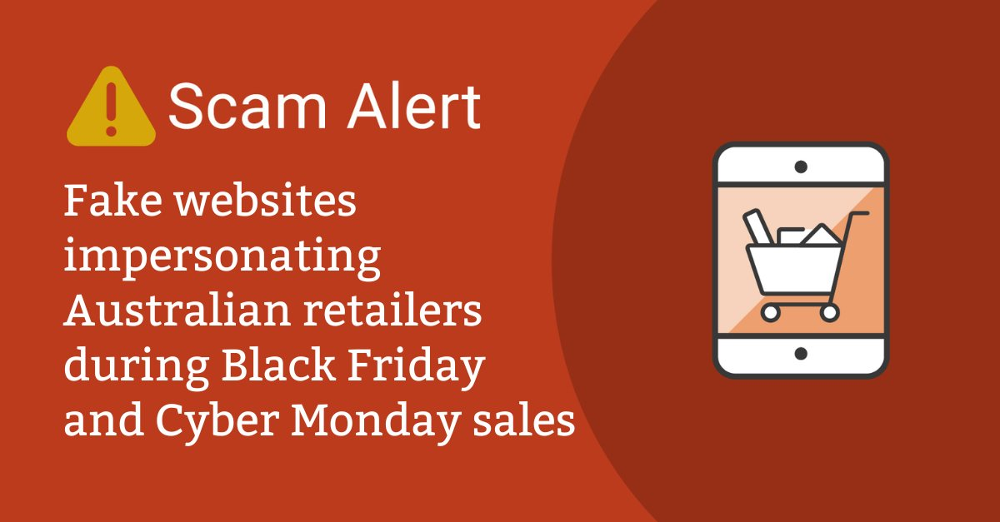 Scam Alert
Fake websites
impersonating
Australian retailers
during Black Friday
and Cyber Monday sales